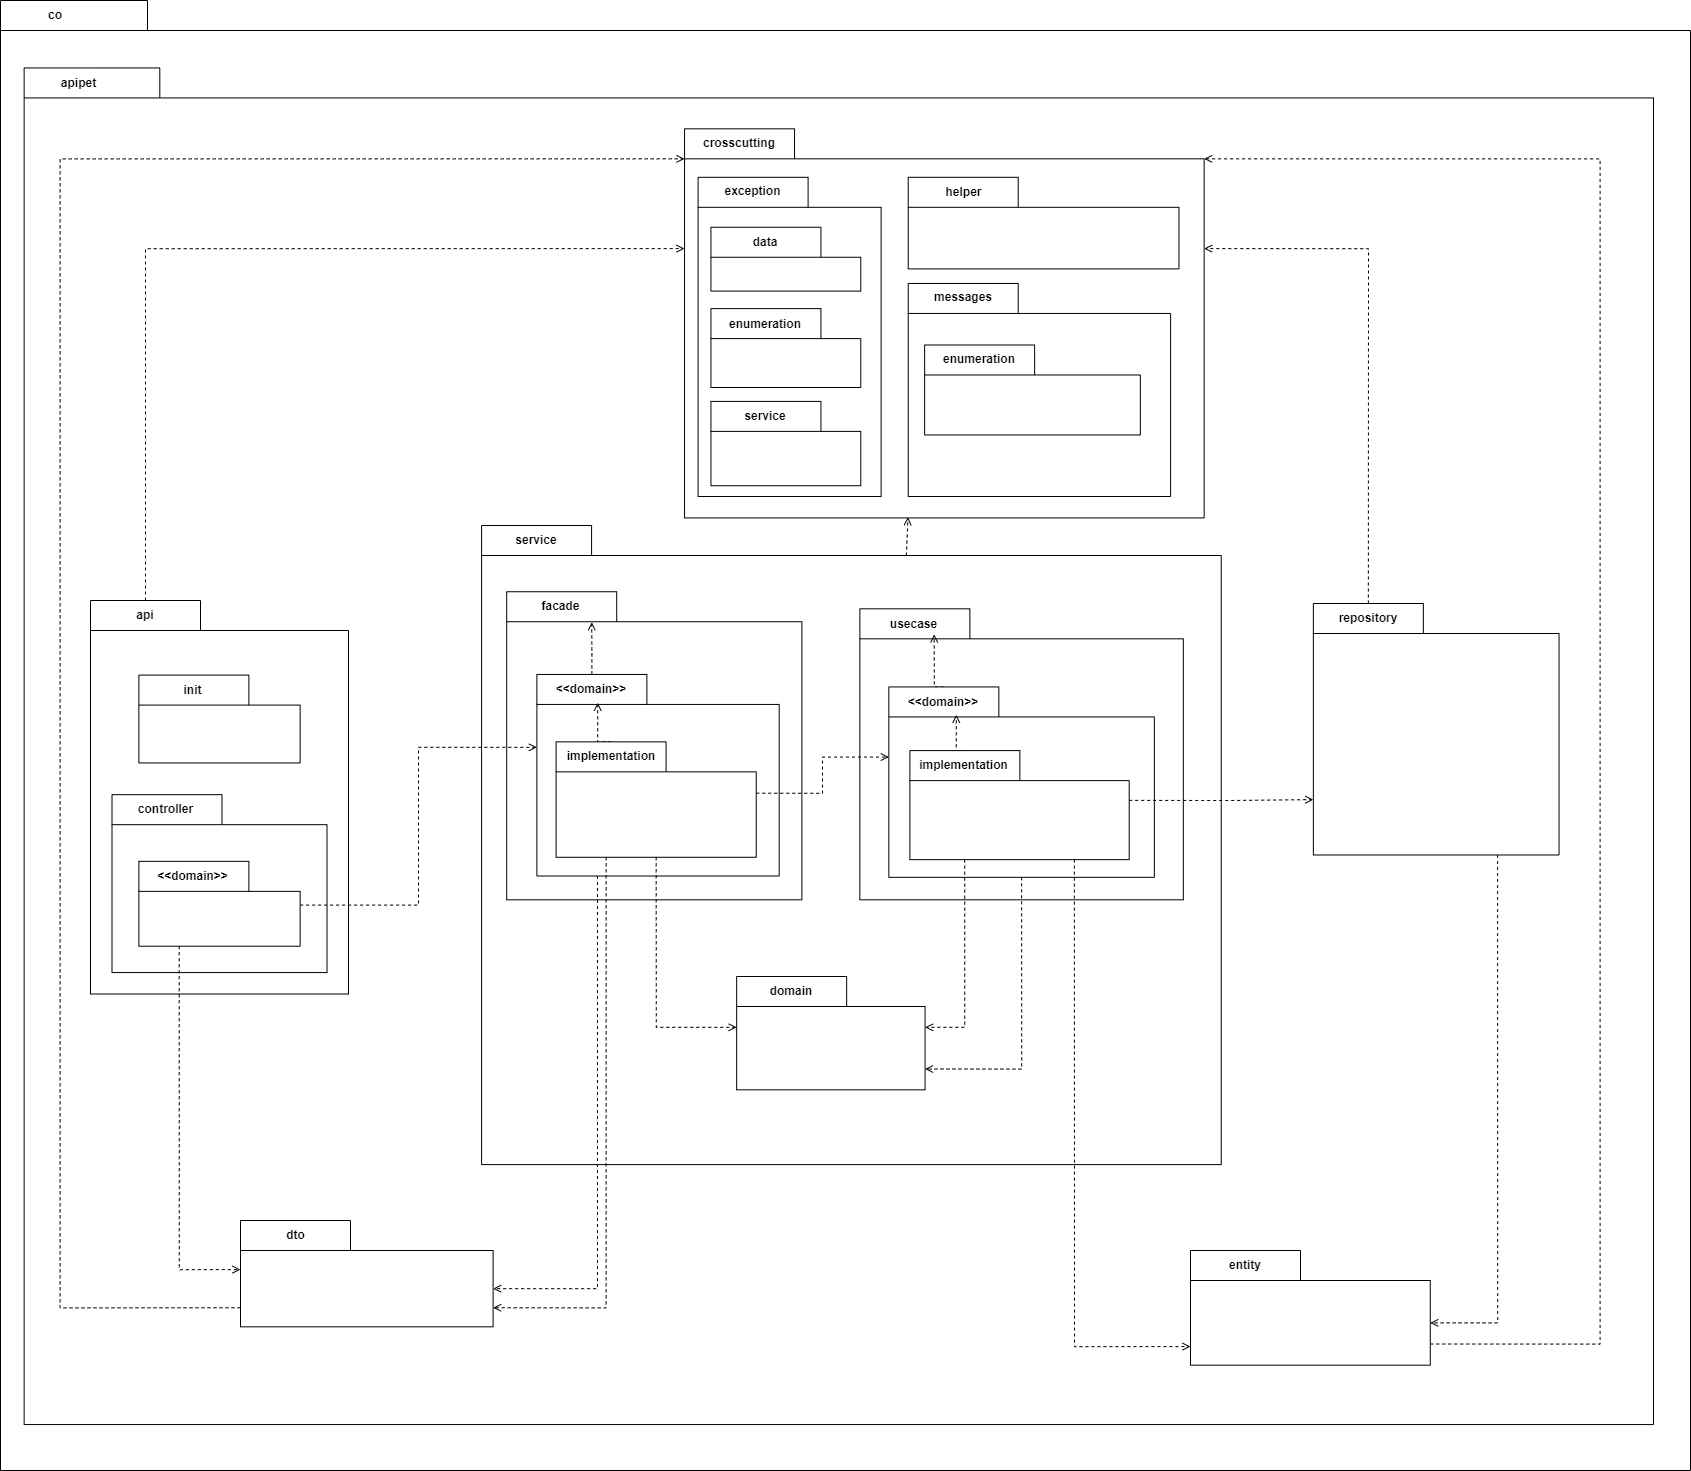 co
apipet
crosscutting
exception
helper
data
messages
enumeration
enumeration
service
service
facade
usecase
api
repository
init
<<domain>>
<<domain>>
implementation
implementation
controller
<<domain>>
domain
dto
entity